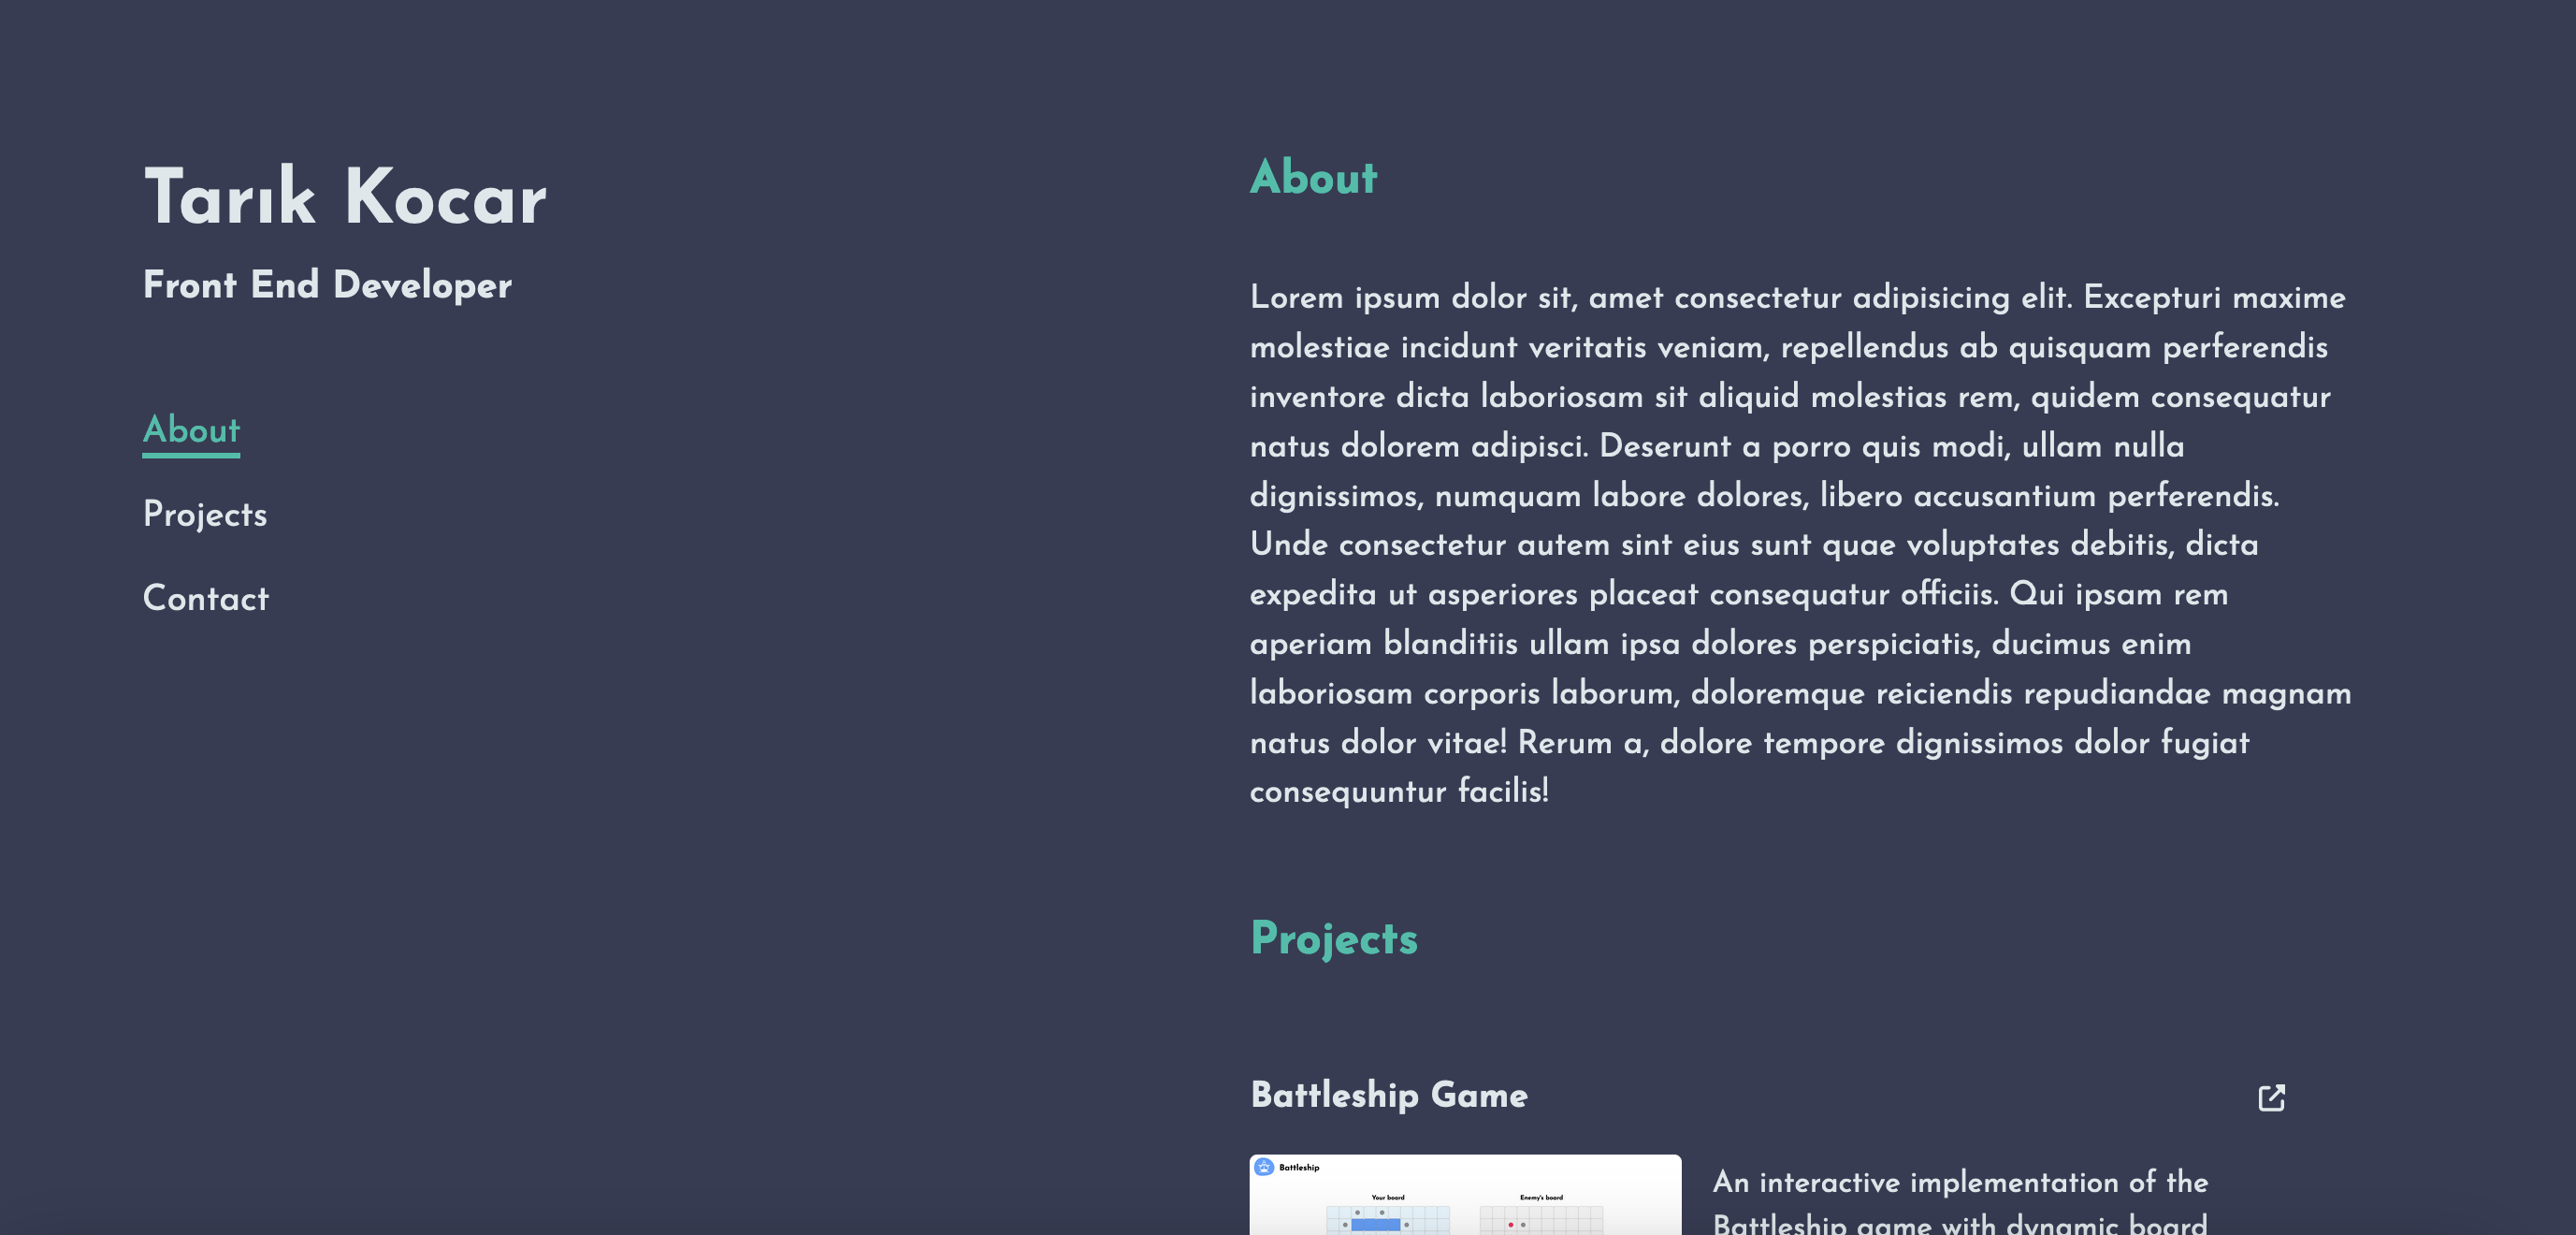 Tarık Kocar
Front End Developer
About
Projects
Contact
About
Lorem ipsum dolor sit, amet consectetur adipisicing elit. Excepturi maxime
molestiae incidunt veritatis veniam, repellendus ab quisquam perferendis
inventore dicta laboriosam sit aliquid molestias rem, quidem consequatur
natus dolorem adipisci. Deserunt a porro quis modi, ullam nulla
dignissimos, numquam labore dolores, libero accusantium perferendis.
Unde consectetur autem sint eius sunt quae voluptates debitis, dicta
expedita ut asperiores placeat consequatur officiis. Qui ipsam rem
aperiam blanditiis ullam ipsa dolores perspiciatis, ducimus enim
laboriosam corporis laborum, doloremque reiciendis repudiandae magnam
natus dolor vitae! Rerum a, dolore tempore dignissimos dolor fugiat
consequuntur facilis!
Projects
Battleship Game
Battleship
Your board
Enemy's board
An interactive implementation of the
Battleship game with dynamic board